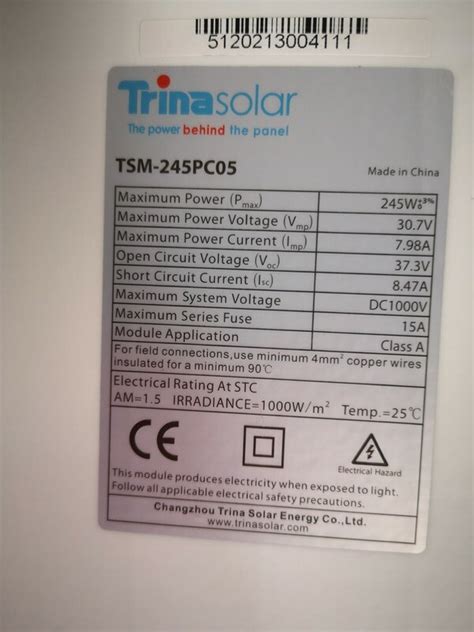 5120213004111
Trinasolar
The power behind the panel
TSM-245PC05 Made in China
Maximum Power (Pmax) 245W±3%
Maximum Power Voltage (Vmp) 30.7V
Maximum Power Current (Imp) 7.98A
Open Circuit Voltage (Voc) 37.3V
Short Circuit Current (Isc) 8.47A
Maximum System Voltage DC1000V
Maximum Series Fuse 15A
Module Application Class A
For field connections,use minimum 4mm² copper wires
insulated for a minimum 90℃
Electrical Rating At STC
AM=1.5 IRRADIANCE=1000W/m² Temp.=25℃
CE
Electrical Hazard
This module produces electricity when exposed to light.
Follow all applicable electrical safety precautions.
Changzhou Trina Solar Energy Co.,Ltd.
www.trinasolar.com